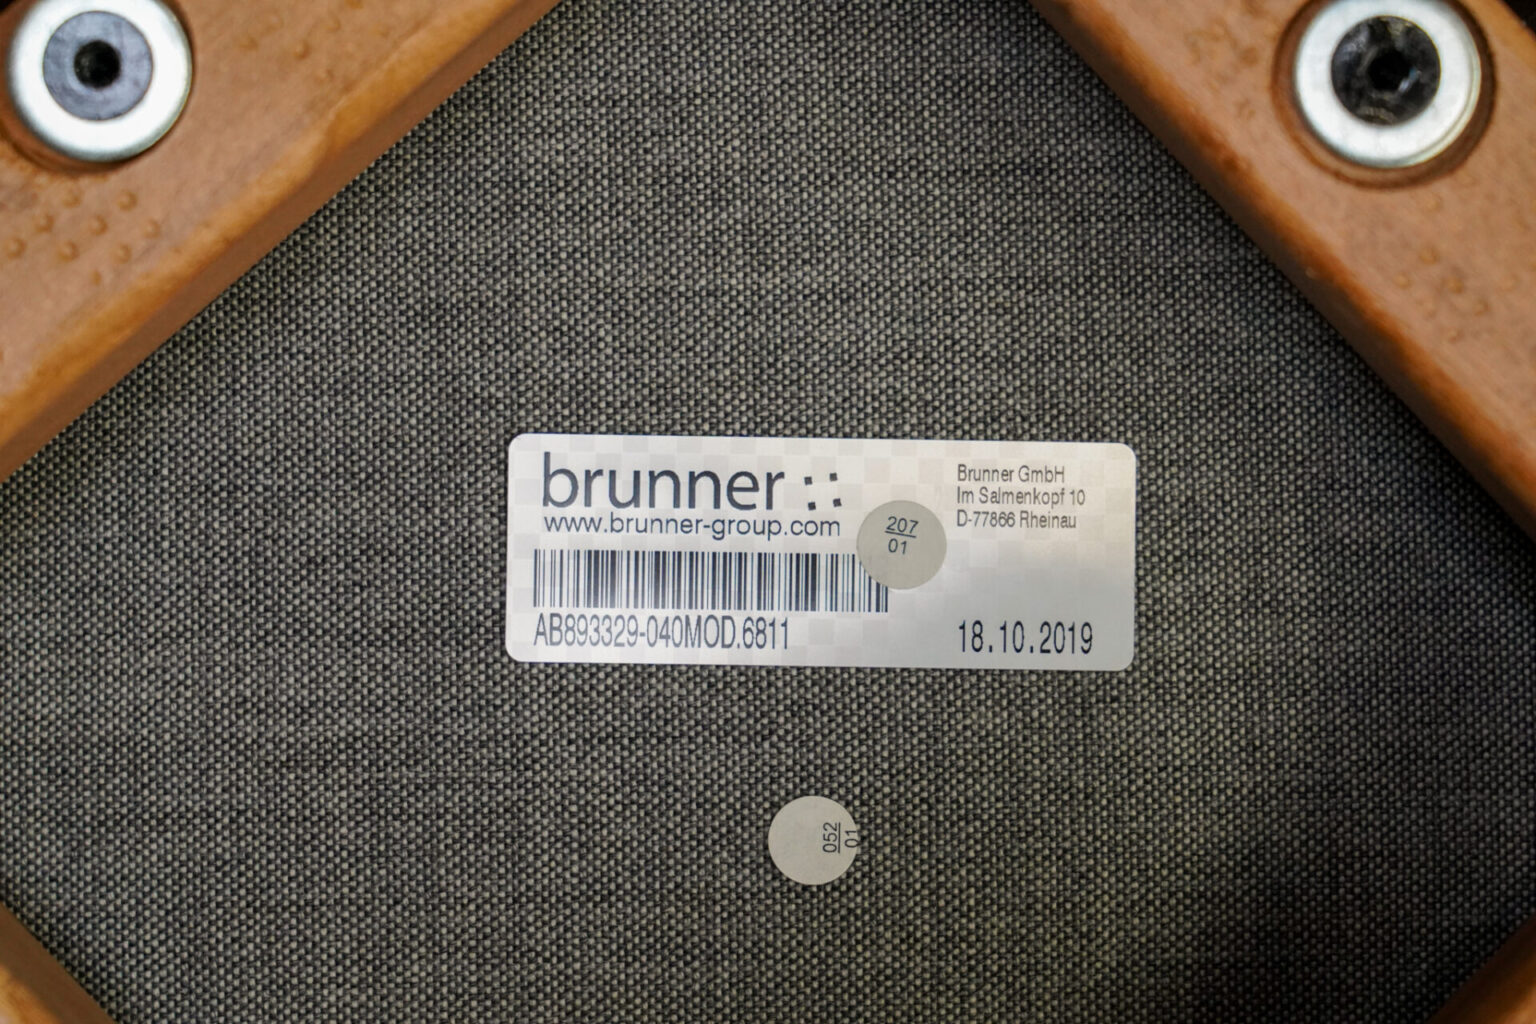 brunner
www.brunner-group.com
Brunner GmbH
Im Salmenkopf 10
D-77866 Rheinau
207
01
AB893329-040MOD.6811
18.10.2019
052
01